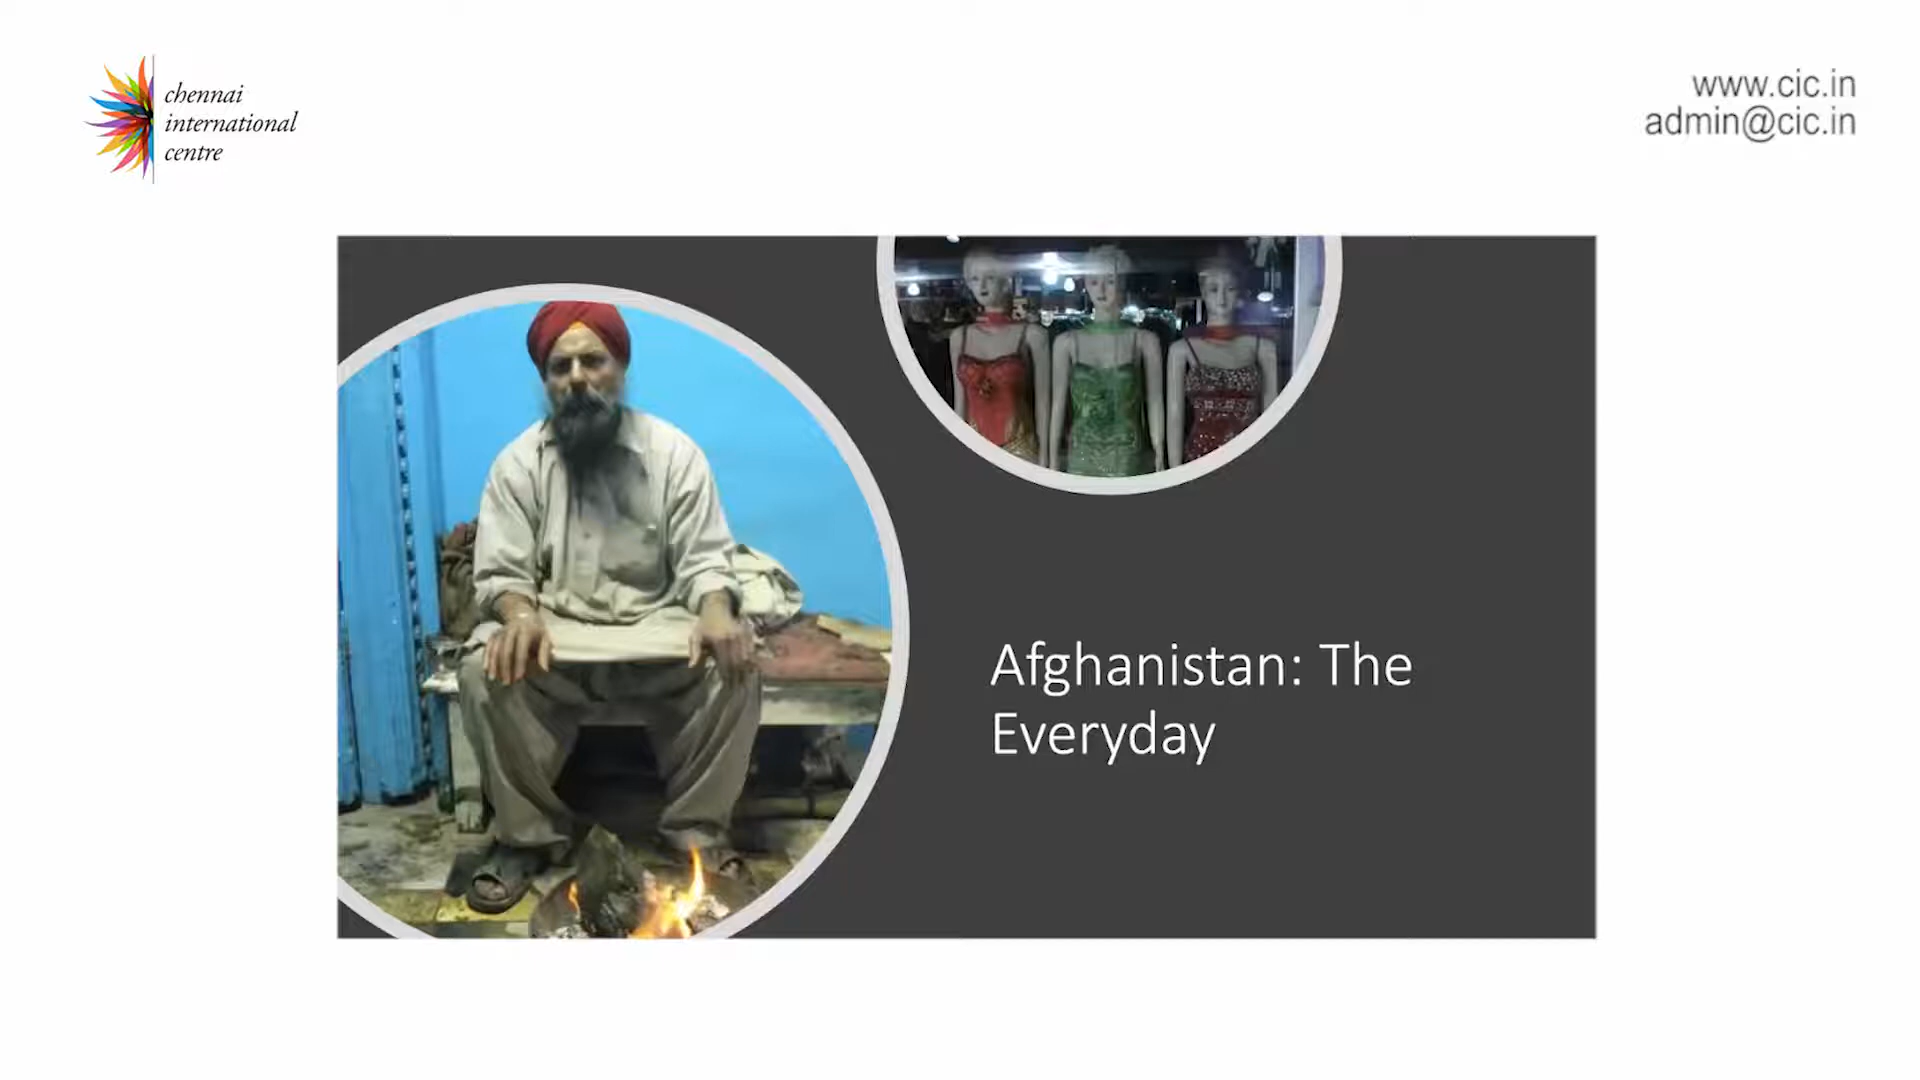 chennai
international
centre
www.cic.in
admin@cic.in
Afghanistan: The
Everyday